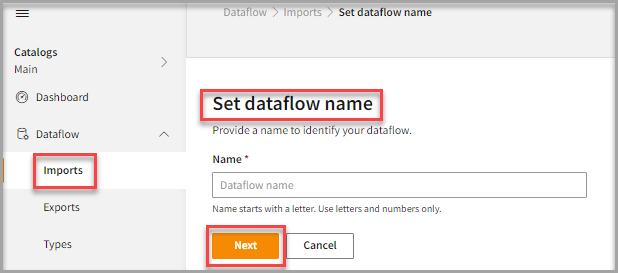 Dataflow > Imports > Set dataflow name
Catalogs
Main
Dashboard
Dataflow
Imports
Exports
Types
Set dataflow name
Provide a name to identify your dataflow.
Name *
Dataflow name
Name starts with a letter. Use letters and numbers only.
Next Cancel